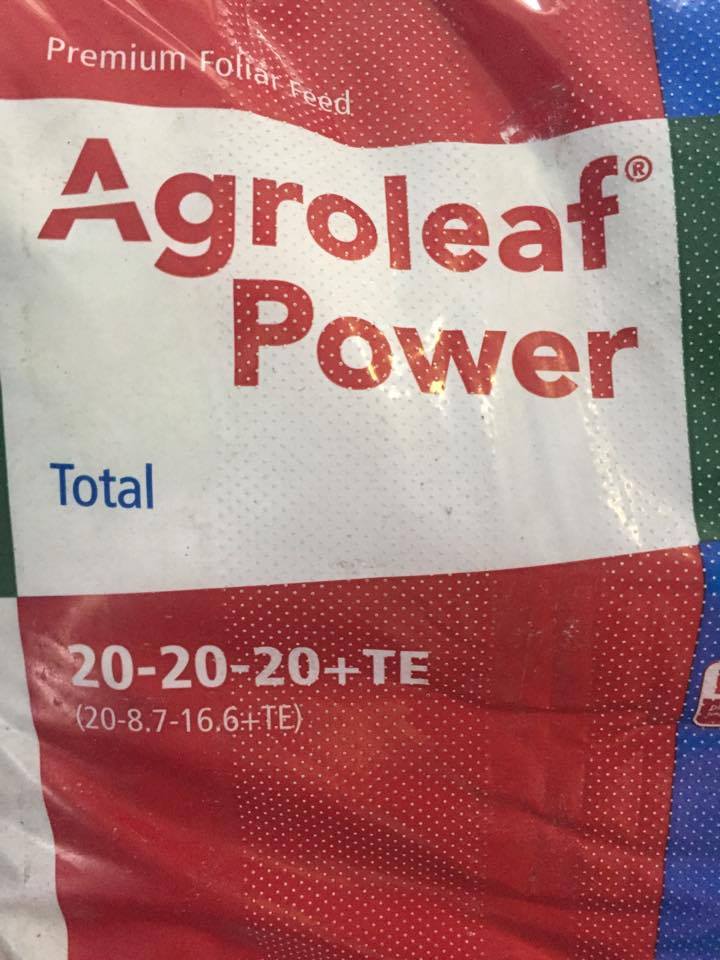 Premium Foliar Feed
Agroleaf®
Power
Total
20-20-20+TE
(20-8.7-16.6+TE)